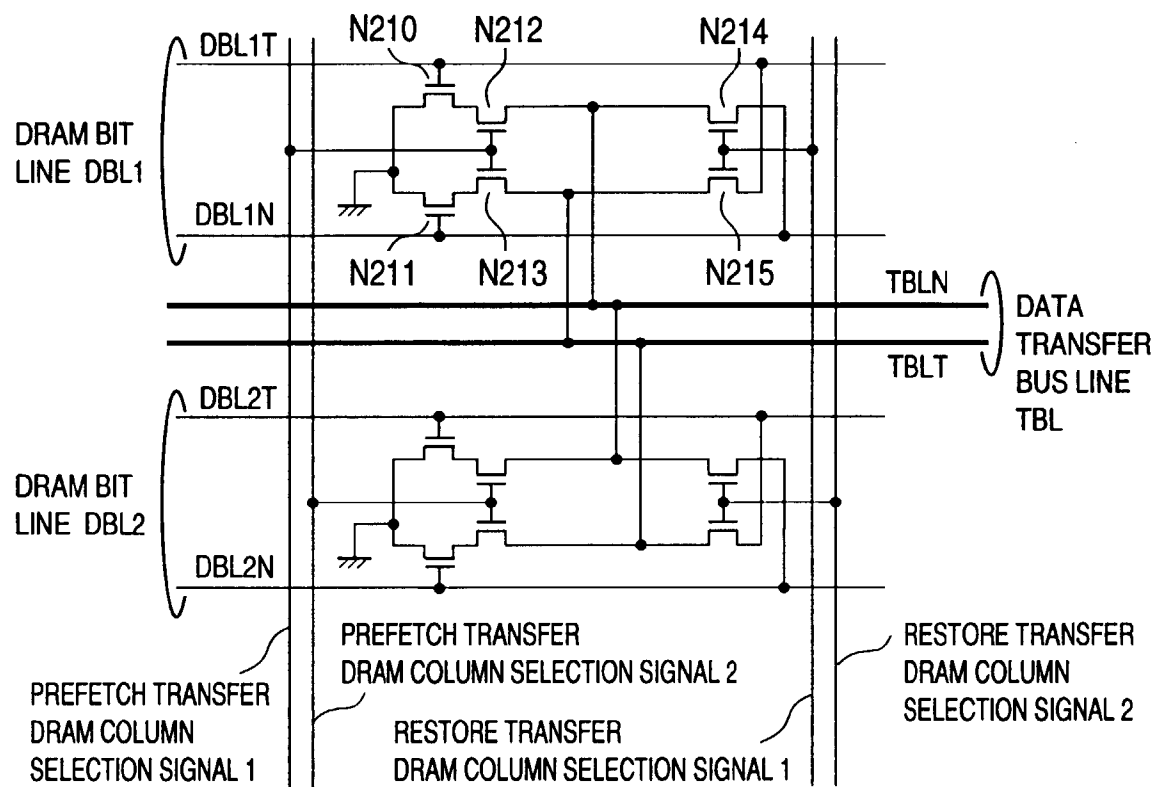 N210
N212
N214
DBL1T
DRAM BIT
LINE DBL1
DBL1N
N211
N213
N215
TBLN
DATA
TRANSFER
BUS LINE
TBL
TBLT
DBL2T
DRAM BIT
LINE DBL2
DBL2N
PREFETCH TRANSFER
DRAM COLUMN SELECTION SIGNAL 2
RESTORE TRANSFER
DRAM COLUMN
SELECTION SIGNAL 2
PREFETCH TRANSFER
DRAM COLUMN
SELECTION SIGNAL 1
RESTORE TRANSFER
DRAM COLUMN SELECTION SIGNAL 1